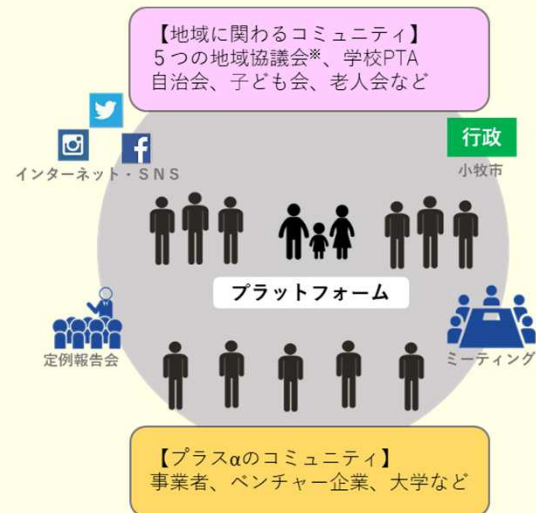 【地域に関わるコミュニティ】
5つの地域協議会※、学校PTA
自治会、子ども会、老人会など
行政
小牧市
インターネット・SNS
プラットフォーム
定例報告会
ミーティング
【プラスαのコミュニティ】
事業者、ベンチャー企業、大学など